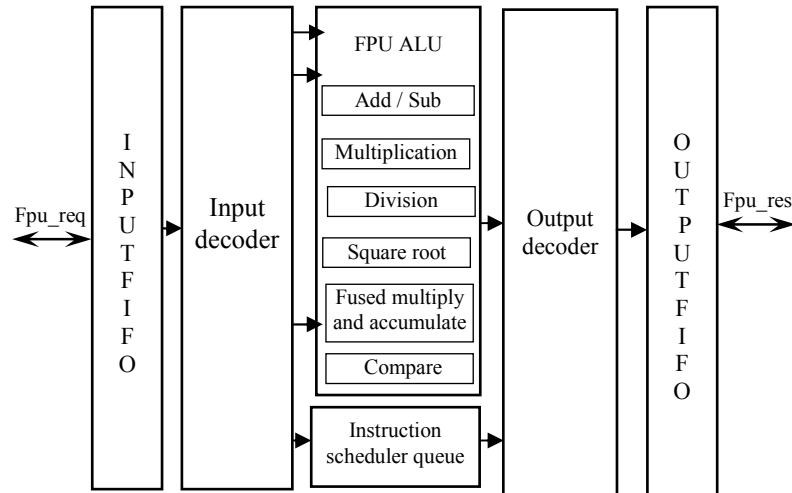 Fpu_req
I
N
P
U
T
F
I
F
O
Input
decoder
FPU ALU
Add / Sub
Multiplication
Division
Square root
Fused multiply
and accumulate
Compare
Instruction
scheduler queue
Output
decoder
O
U
T
P
U
T
F
I
F
O
Fpu_res